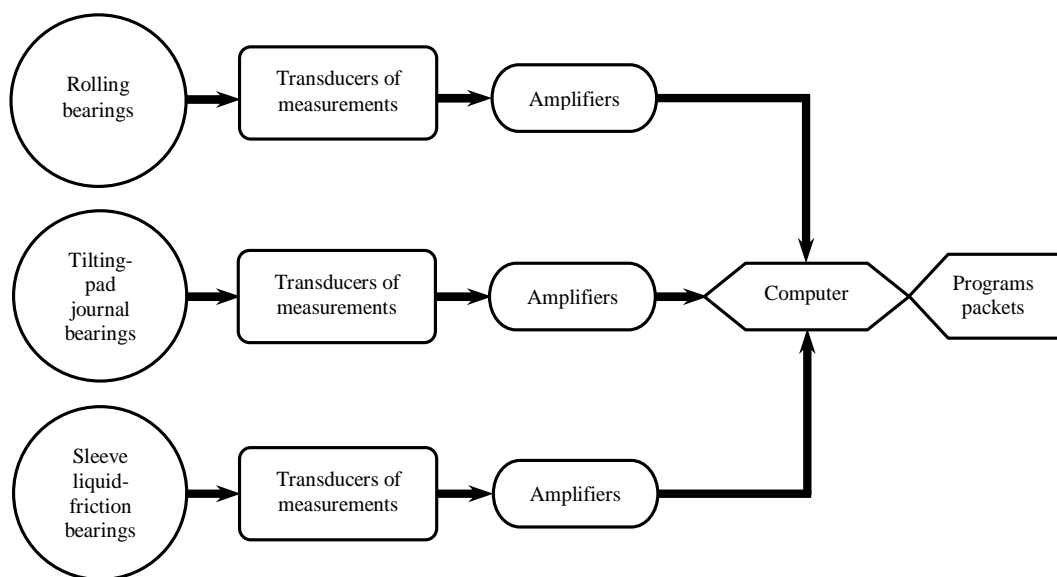 Rolling
bearings
Transducers of
measurements
Amplifiers
Tilting-
pad
journal
bearings
Transducers of
measurements
Amplifiers
Computer
Programs
packets
Sleeve
liquid-
friction
bearings
Transducers of
measurements
Amplifiers